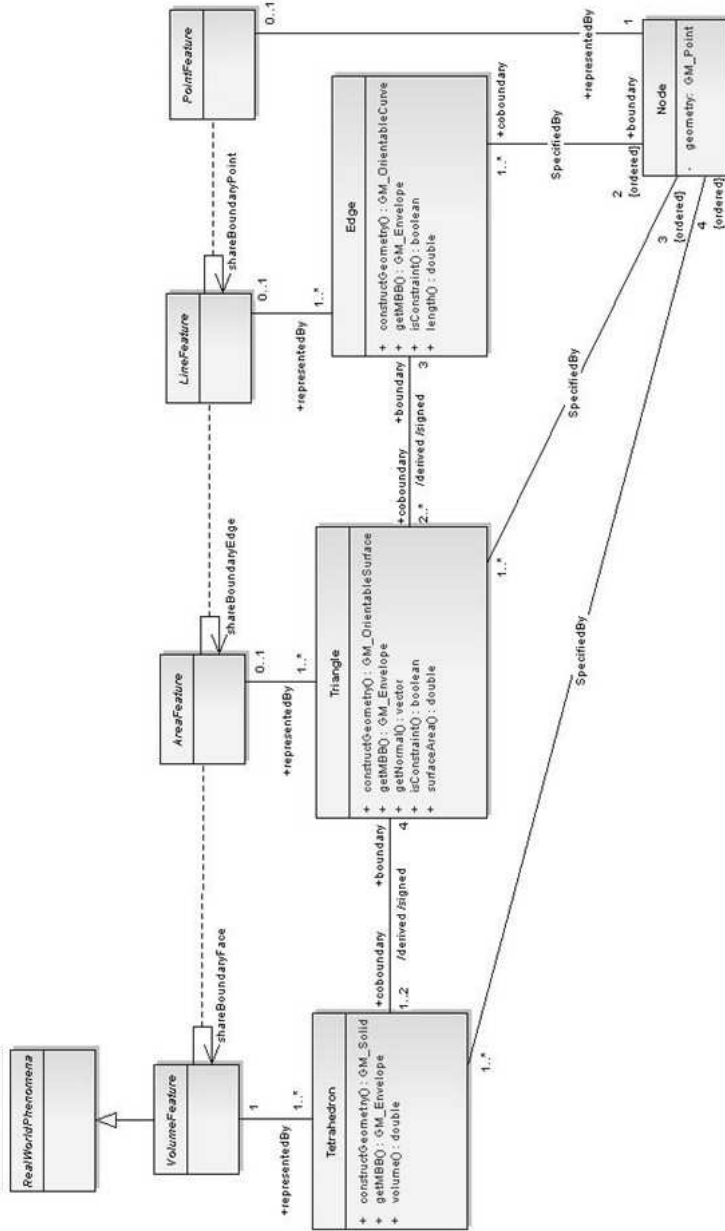 RealWorldPhenomena
VolumeFeature
AreaFeature
LineFeature
PointFeature
shareBoundaryFace
shareBoundaryEdge
shareBoundaryPoint
1
+representedBy
1..*
0..1
+representedBy
1..*
0..1
+representedBy
1..*
0..1
+representedBy
1
Tetrahedron
+ constructGeometry() : GM_Solid
+ getMBB() : GM_Envelope
+ volume() : double
+coboundary
+boundary
1..2
/derived /signed
4
Triangle
+ constructGeometry() : GM_OrientableSurface
+ getMBB() : GM_Envelope
+ getNormal() : vector
+ isConstraint() : boolean
+ surfaceArea() : double
+coboundary
+boundary
2..*
/derived /signed
3
Edge
+ constructGeometry() : GM_OrientableCurve
+ getMBB() : GM_Envelope
+ isConstraint() : boolean
+ length() : double
+coboundary
1..*
SpecifiedBy
+boundary
2
{ordered}
1..*
SpecifiedBy
3
{ordered}
1..*
SpecifiedBy
4
{ordered}
Node
- geometry: GM_Point